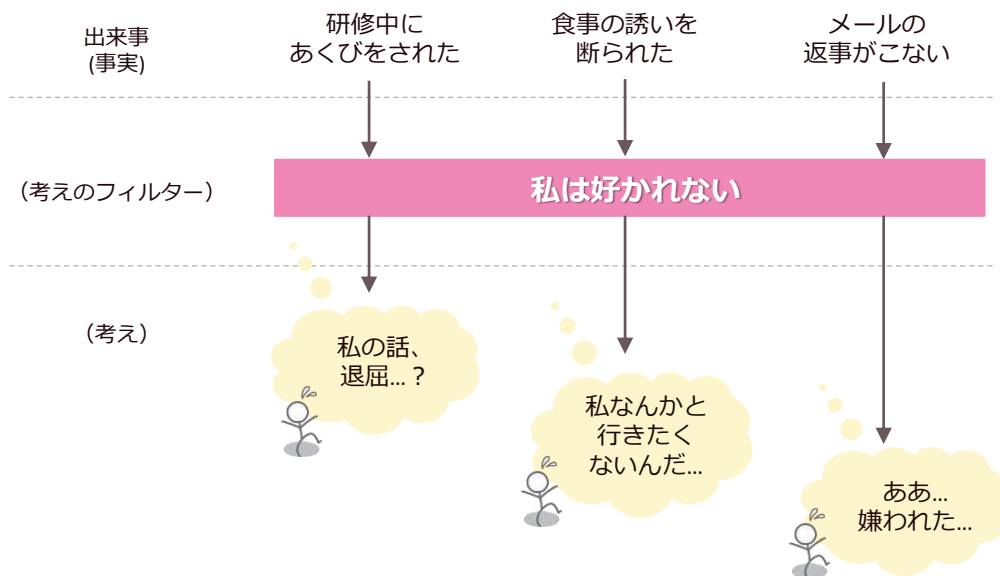 出来事
(事実)
研修中に
あくびをされた
食事の誘いを
断られた
メールの
返事がこない
(考えのフィルター)
私は好かれない
(考え)
私の話、
退屈...？
私なんかと
行きたく
ないんだ...
ああ...
嫌われた...